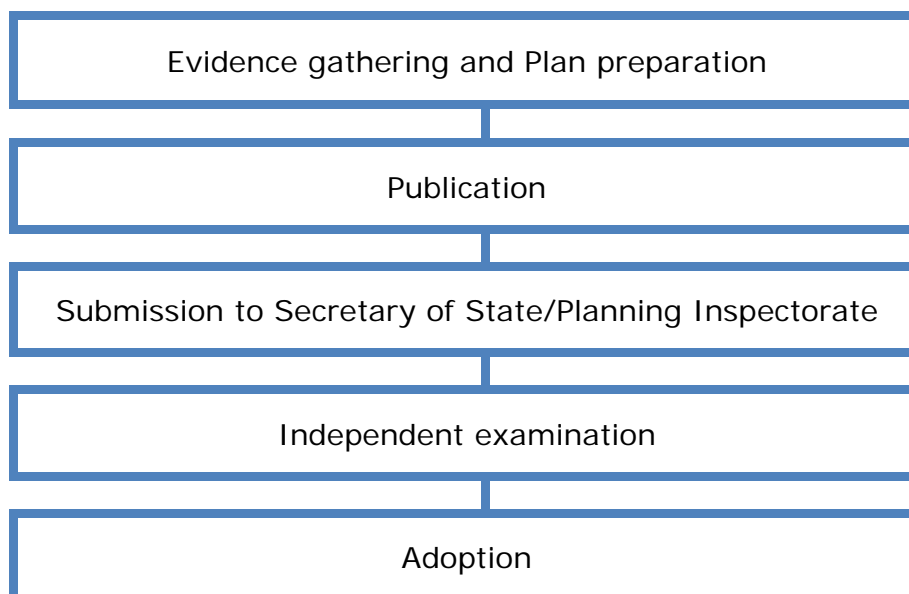 Evidence gathering and Plan preparation
Publication
Submission to Secretary of State/Planning Inspectorate
Independent examination
Adoption